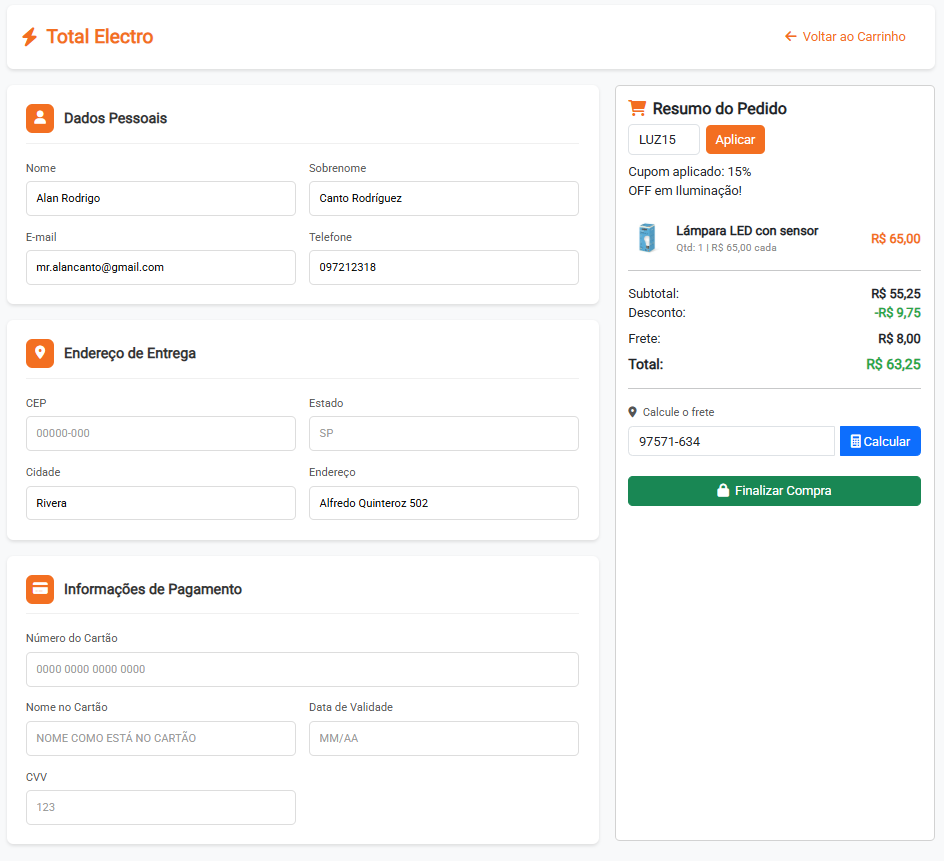 Total Electro
Voltar ao Carrinho
Dados Pessoais
Nome
Sobrenome
Alan Rodrigo
Canto Rodríguez
E-mail
Telefone
mr.alancanto@gmail.com
097212318
Endereço de Entrega
CEP
Estado
00000-000
SP
Cidade
Endereço
Rivera
Alfredo Quinteroz 502
Informações de Pagamento
Número do Cartão
0000 0000 0000 0000
Nome no Cartão
Data de Validade
NOME COMO ESTÁ NO CARTÃO
MM/AA
CVV
123
Resumo do Pedido
LUZ15
Aplicar
Cupom aplicado: 15%
OFF em Iluminação!
Lámpara LED con sensor
Qtd: 1 | R$ 65,00 cada
R$ 65,00
Subtotal: R$ 55,25
Desconto: -R$ 9,75
Frete: R$ 8,00
Total: R$ 63,25
Calcule o frete
97571-634
Calcular
Finalizar Compra